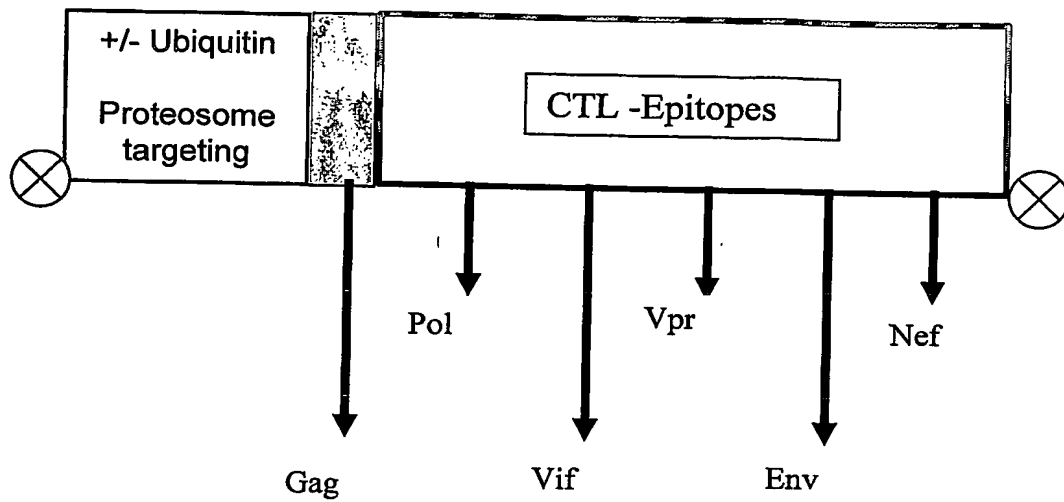 +/- Ubiquitin
Proteosome
targeting
CTL -Epitopes
Pol
Vpr
Nef
Gag
Vif
Env